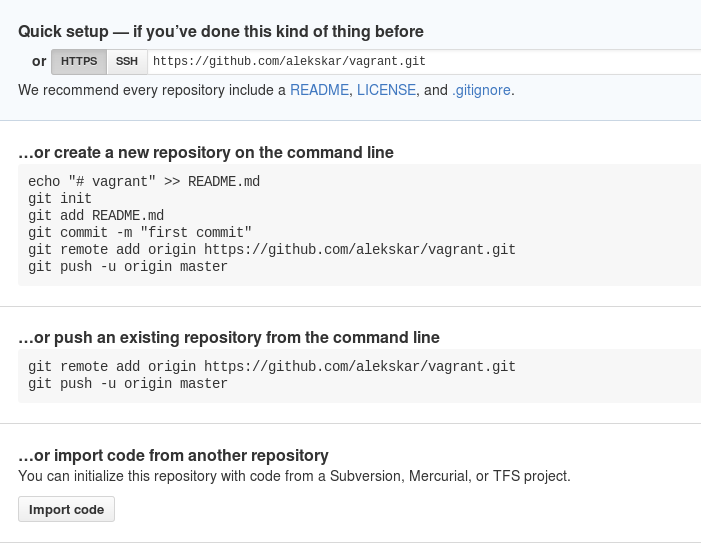 Quick setup — if you’ve done this kind of thing before
or HTTPS SSH https://github.com/alekskar/vagrant.git
We recommend every repository include a README, LICENSE, and .gitignore.
…or create a new repository on the command line
echo "# vagrant" >> README.md
git init
git add README.md
git commit -m "first commit"
git remote add origin https://github.com/alekskar/vagrant.git
git push -u origin master
…or push an existing repository from the command line
git remote add origin https://github.com/alekskar/vagrant.git
git push -u origin master
…or import code from another repository
You can initialize this repository with code from a Subversion, Mercurial, or TFS project.
Import code